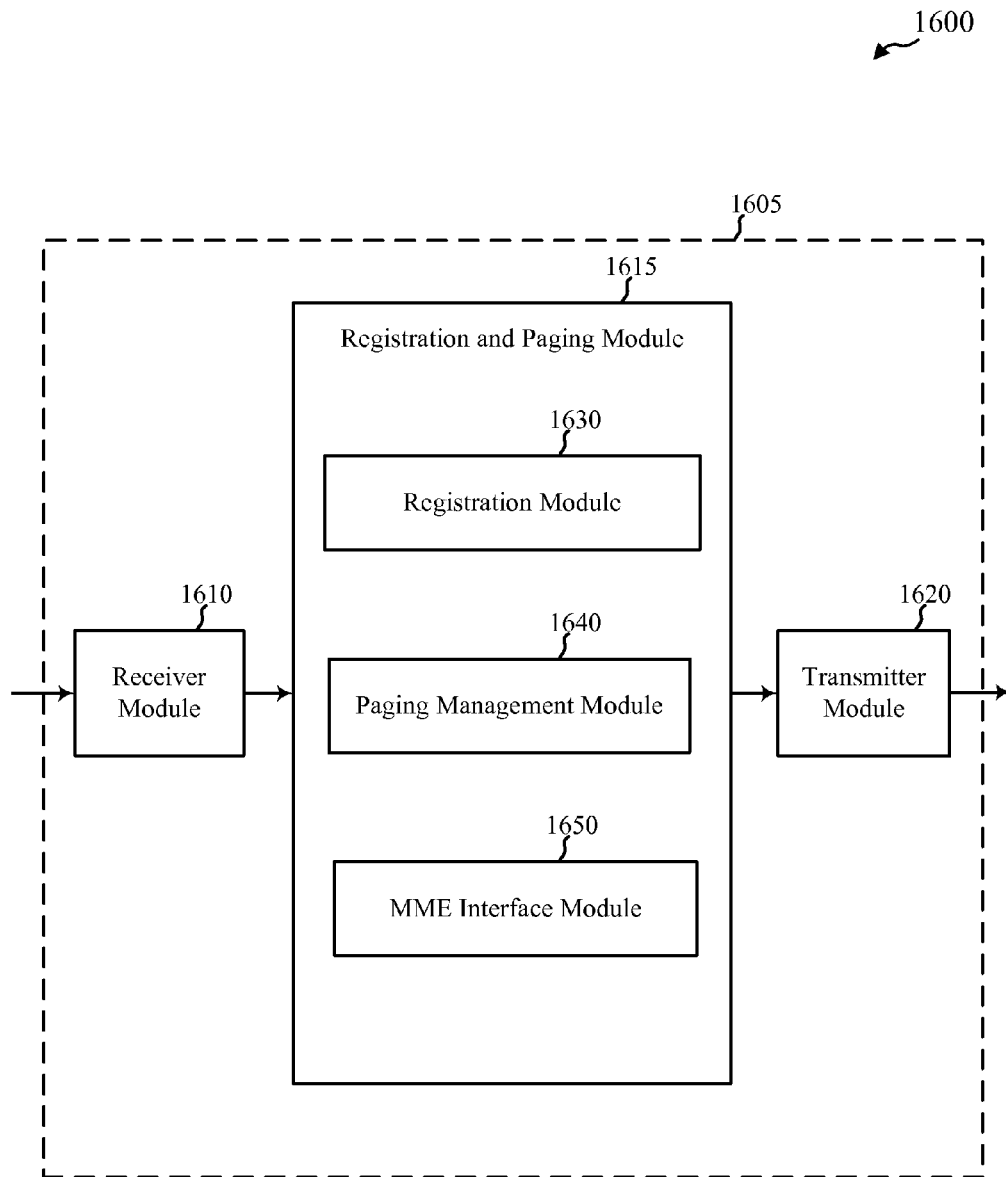 1600
1605
1615
Registration and Paging Module
1630
Registration Module
1610
Receiver
Module
1640
Paging Management Module
1620
Transmitter
Module
1650
MME Interface Module